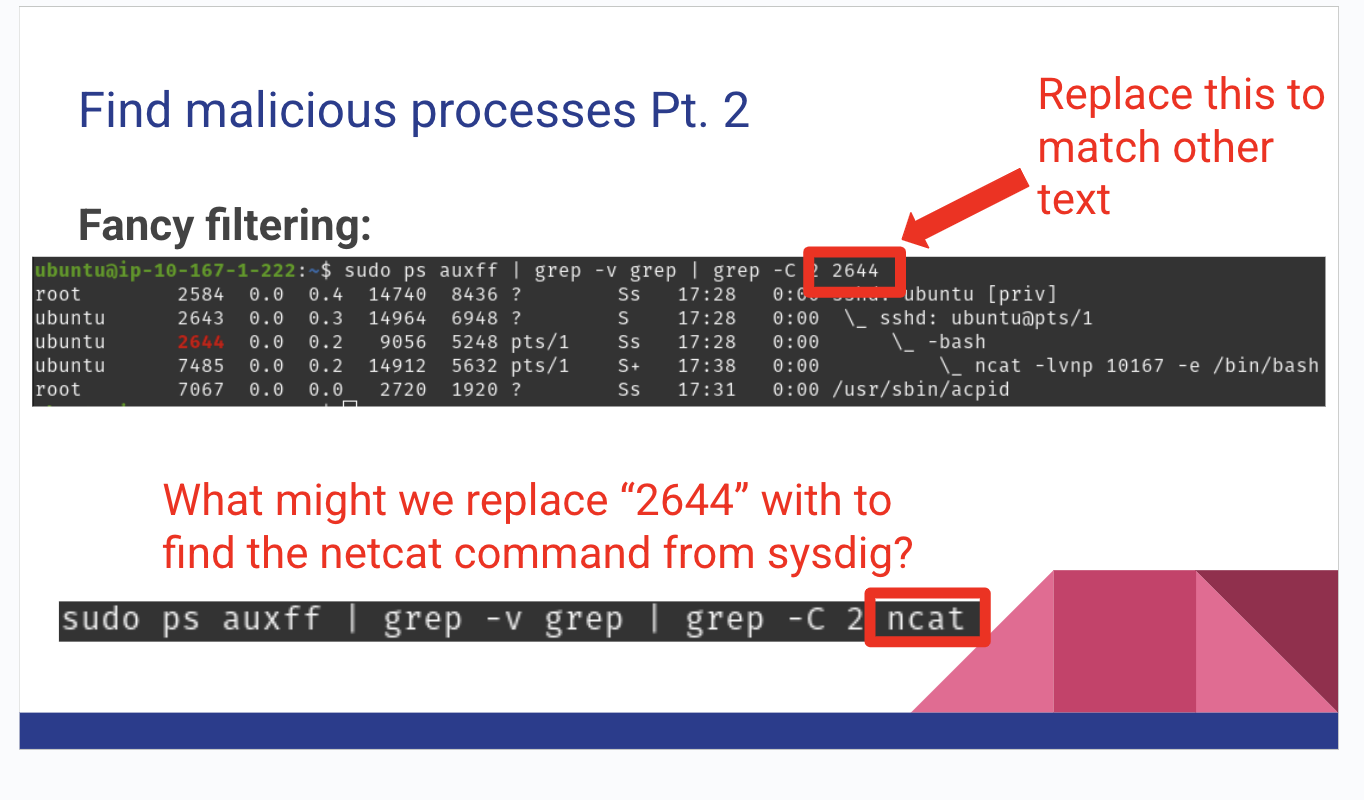 Find malicious processes Pt. 2
Replace this to
match other
text
Fancy filtering:
ubuntu@ip-10-167-1-222:~$ sudo ps auxff | grep -v grep | grep -C 2 2644
root 2584 0.0 0.4 14740 8436 ? Ss 17:28 0:00 sshd: ubuntu [priv]
ubuntu 2643 0.0 0.3 14964 6948 ? S 17:28 0:00 \_ sshd: ubuntu@pts/1
ubuntu 2644 0.0 0.2 9056 5248 pts/1 Ss 17:28 0:00 \_ -bash
ubuntu 7485 0.0 0.2 14912 5632 pts/1 S+ 17:38 0:00 \_ ncat -lvnp 10167 -e /bin/bash
root 7067 0.0 0.0 2720 1920 ? Ss 17:31 0:00 /usr/sbin/acpid
What might we replace “2644” with to
find the netcat command from sysdig?
sudo ps auxff | grep -v grep | grep -C 2 ncat